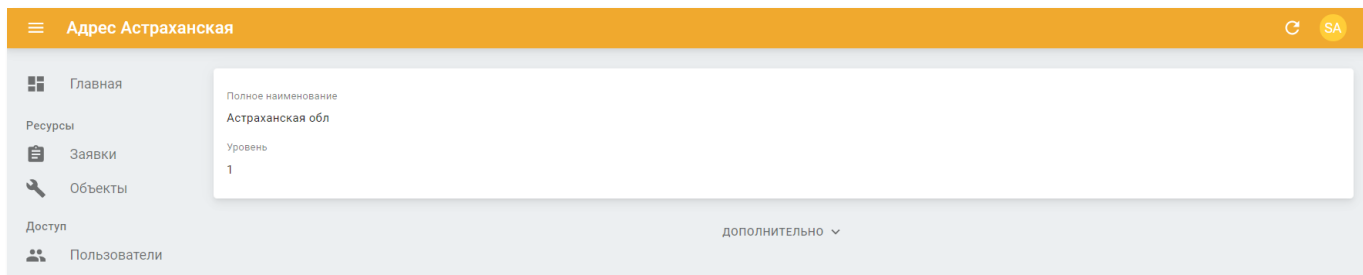 Адрес Астраханская
SA
Главная
Ресурсы
Заявки
Объекты
Доступ
Пользователи
Полное наименование
Астраханская обл
Уровень
1
ДОПОЛНИТЕЛЬНО